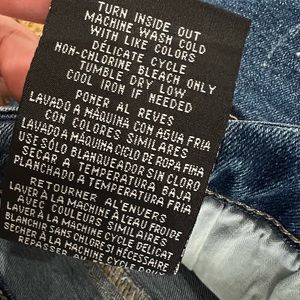 TURN INSIDE OUT
MACHINE WASH COLD
WITH LIKE COLORS
DELICATE CYCLE
NON-CHLORINE BLEACH ONLY
TUMBLE DRY LOW
COOL IRON IF NEEDED
PONER AL REVES
LAVADO A MAQUINA CON AGUA FRIA
CON COLORES SIMILARES
LAVADO A MAQUINA CICLO DE ROPA FINA
USE SÓLO BLANQUEADOR SIN CLORO
SECAR A TEMPERATURA BAJA
PLANCHADO A TEMPERATURA BAJA
RETOURNER AL'ENVERS
LAVER À LA MACHINE À L'EAU FROIDE
AVEC COULEURS SIMILAIRES
LAVER À LA MACHINE CYCLE DELICAT
BLANCHIR SANS CHLORE SI NÉCESSAIRE
SECHER À LA MACHINE
REPASSER AU